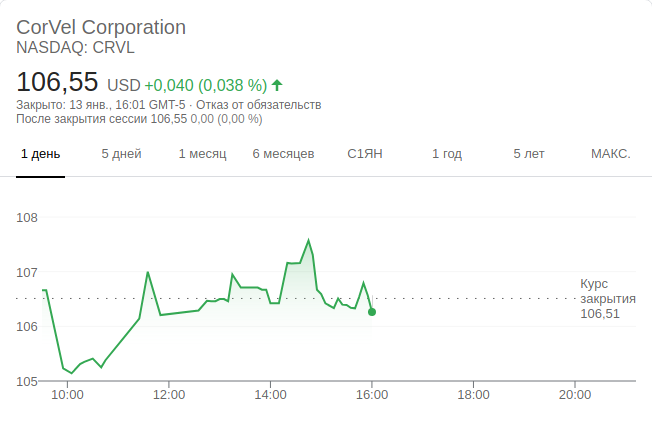 CorVel Corporation
NASDAQ: CRVL
106,55 USD +0,040 (0,038 %)
Закрыто: 13 янв., 16:01 GMT-5 · Отказ от обязательств
После закрытия сессии 106,55 0,00 (0,00 %)
1 день 5 дней 1 месяц 6 месяцев С1ЯН 1 год 5 лет МАКС.
108
107
106
105
Курс
закрытия
106,51
10:00 12:00 14:00 16:00 18:00 20:00